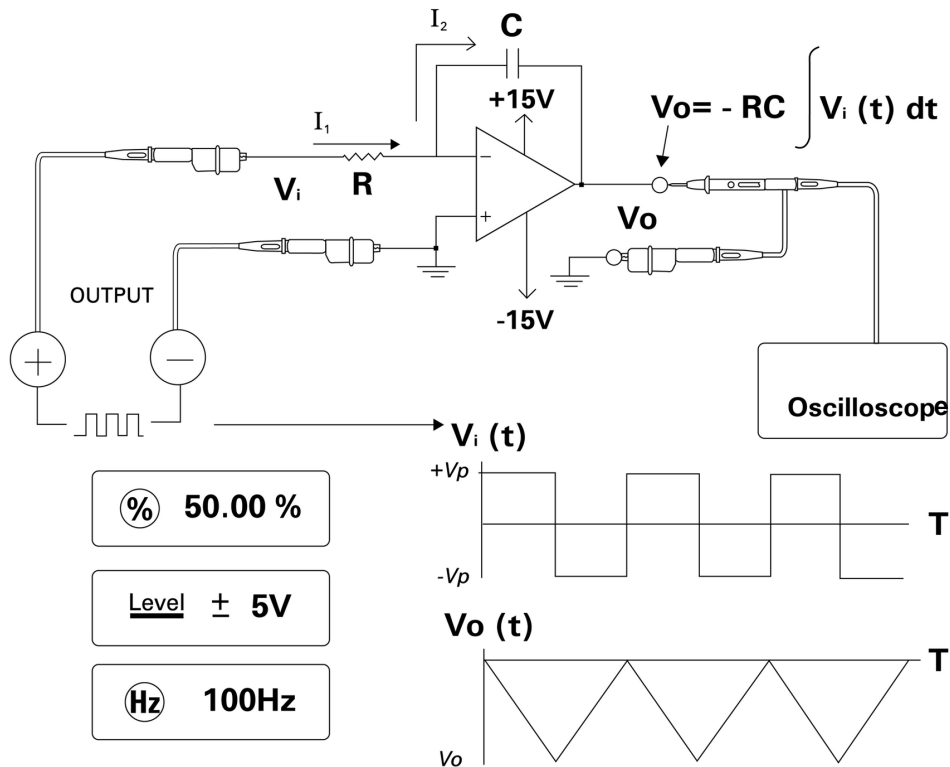 I₂
C
+15V
Vo= - RC ∫ Vᵢ (t) dt
I₁
−
Vᵢ
R
+
Vo
OUTPUT
-15V
+
−
Oscilloscope
Vᵢ (t)
+Vp
% 50.00 %
T
-Vp
Level ± 5V
Vo (t)
T
Hz 100Hz
Vo